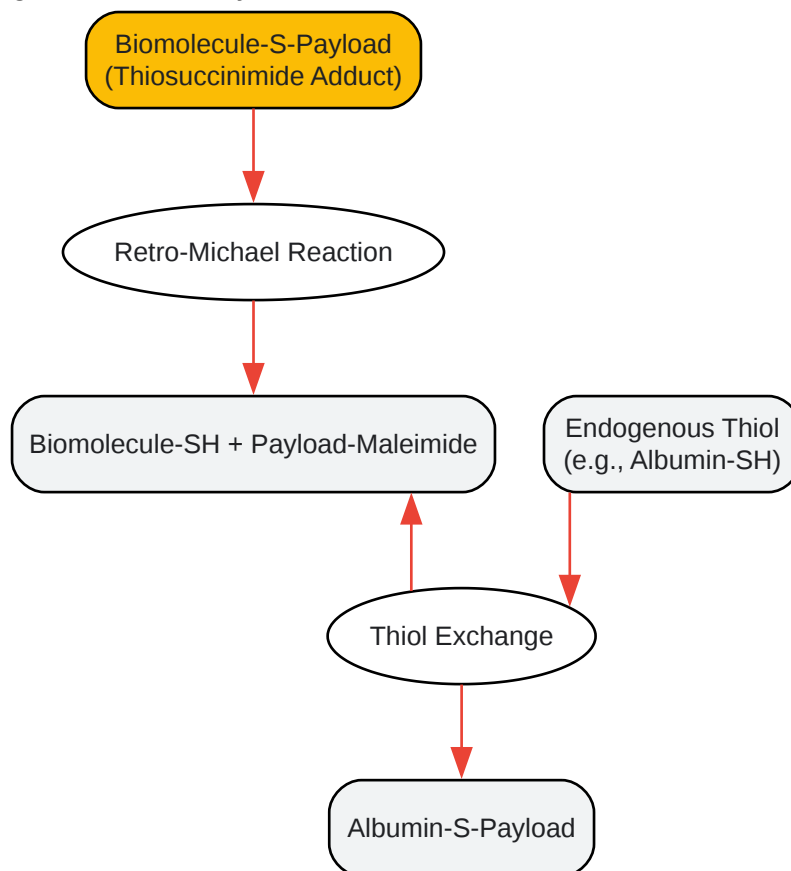 Biomolecule-S-Payload
(Thiosuccinimide Adduct)
Retro-Michael Reaction
Biomolecule-SH + Payload-Maleimide
Endogenous Thiol
(e.g., Albumin-SH)
Thiol Exchange
Albumin-S-Payload